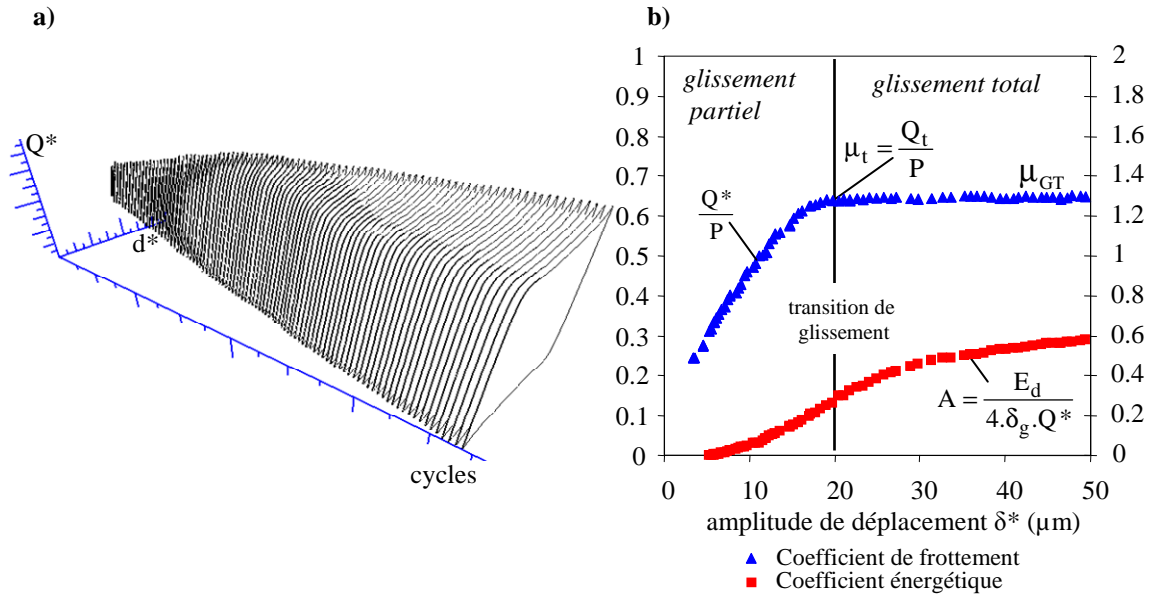 a)
Q*
d*
cycles
b)
1
0.9
0.8
0.7
0.6
0.5
0.4
0.3
0.2
0.1
0
2
1.8
1.6
1.4
1.2
1
0.8
0.6
0.4
0.2
0
glissement
partiel
glissement total
μt = Qt/P
μGT
Q*/P
transition de
glissement
A = Ed/4.δg.Q*
0 10 20 30 40 50
amplitude de déplacement δ* (μm)
Coefficient de frottement
Coefficient énergétique